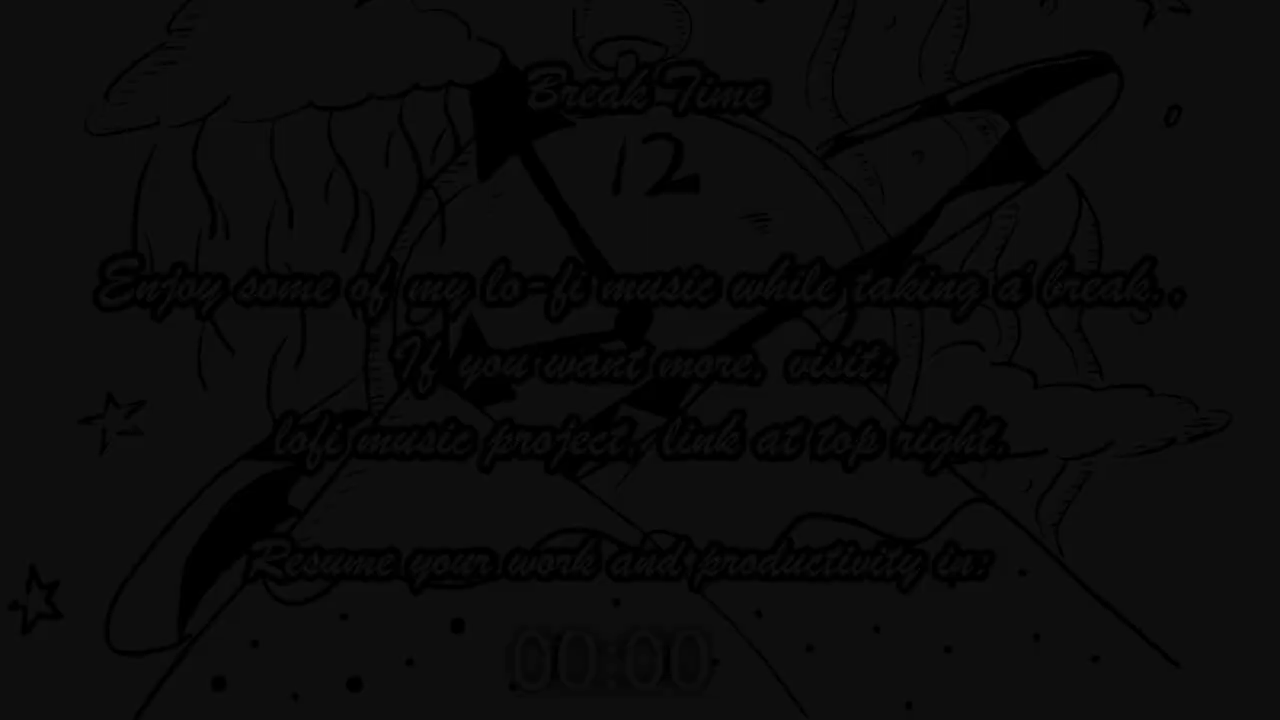 Break Time
12
Enjoy some of my lo-fi music while taking a break..
If you want more, visit:
lofi music project, link at top right.
Resume your work and productivity in:
00:00